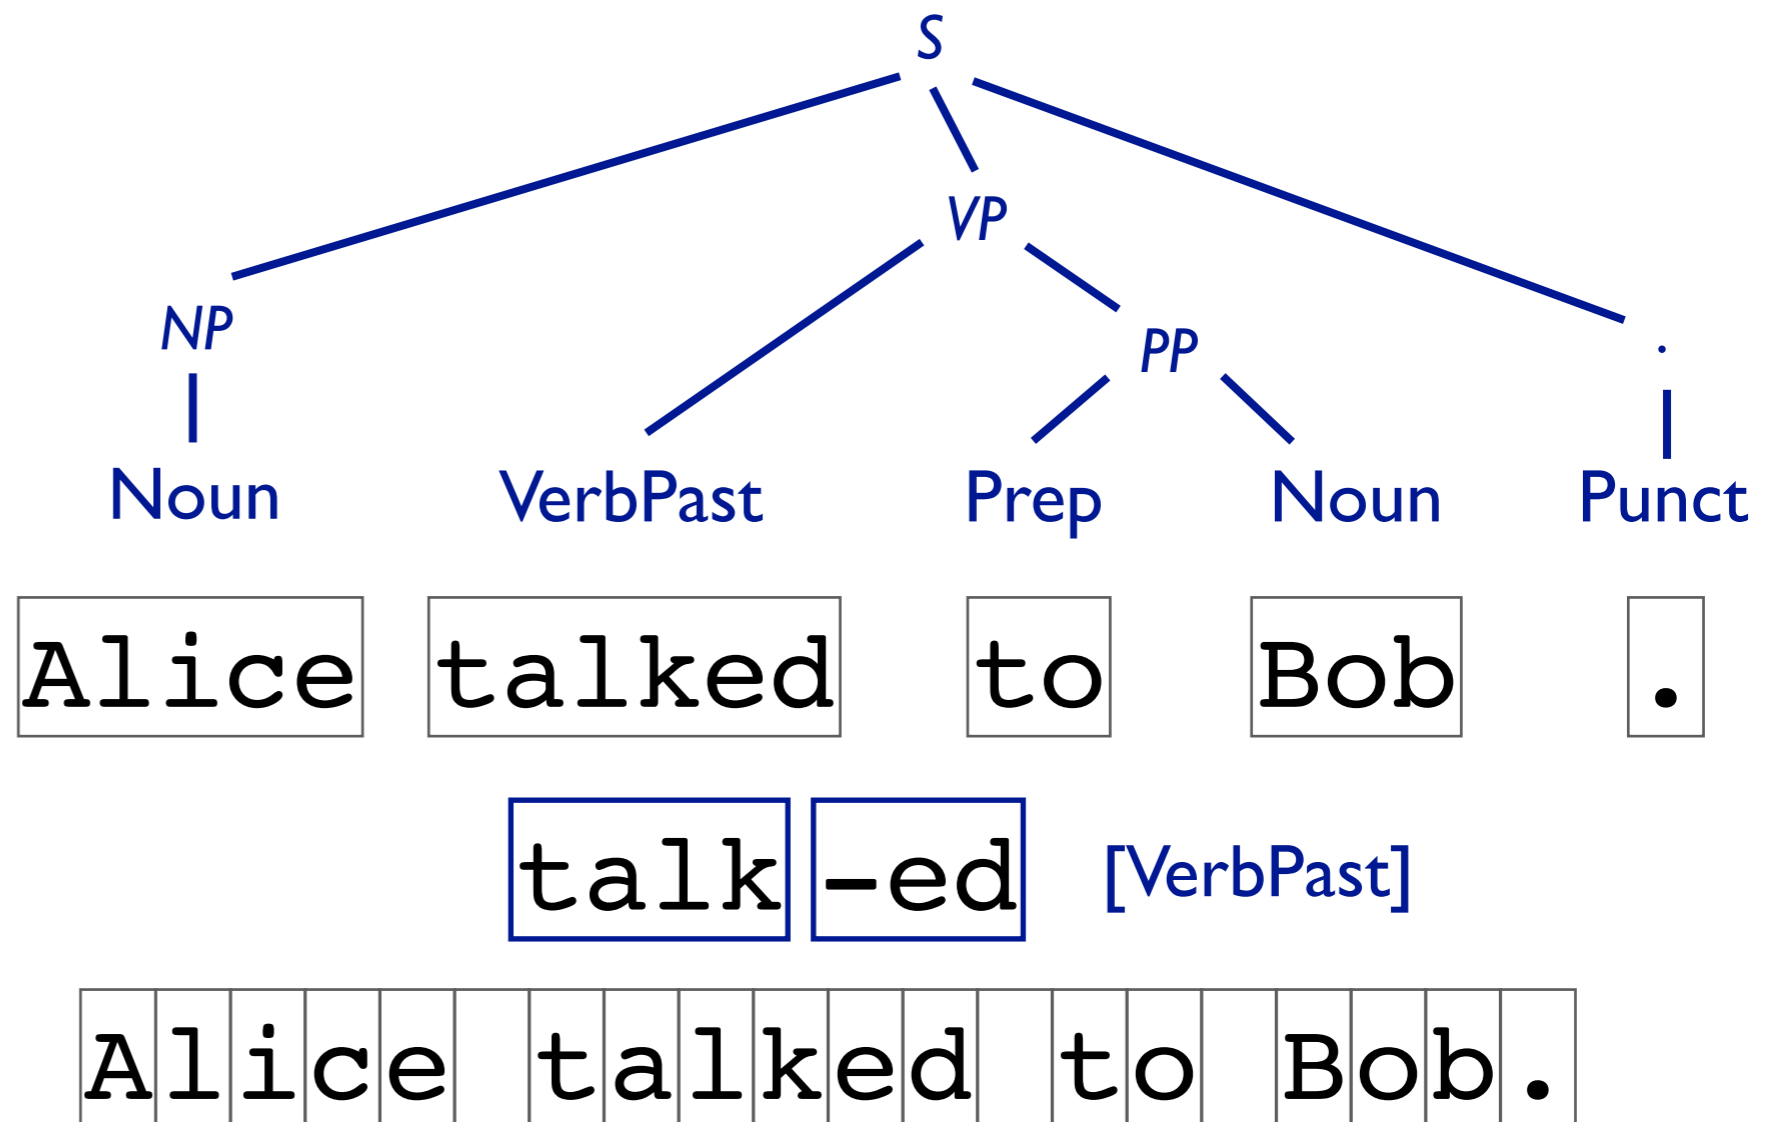 S
VP
NP
PP
.
Noun VerbPast Prep Noun Punct
Alice talked to Bob .
talk -ed [VerbPast]
Alice talked to Bob.